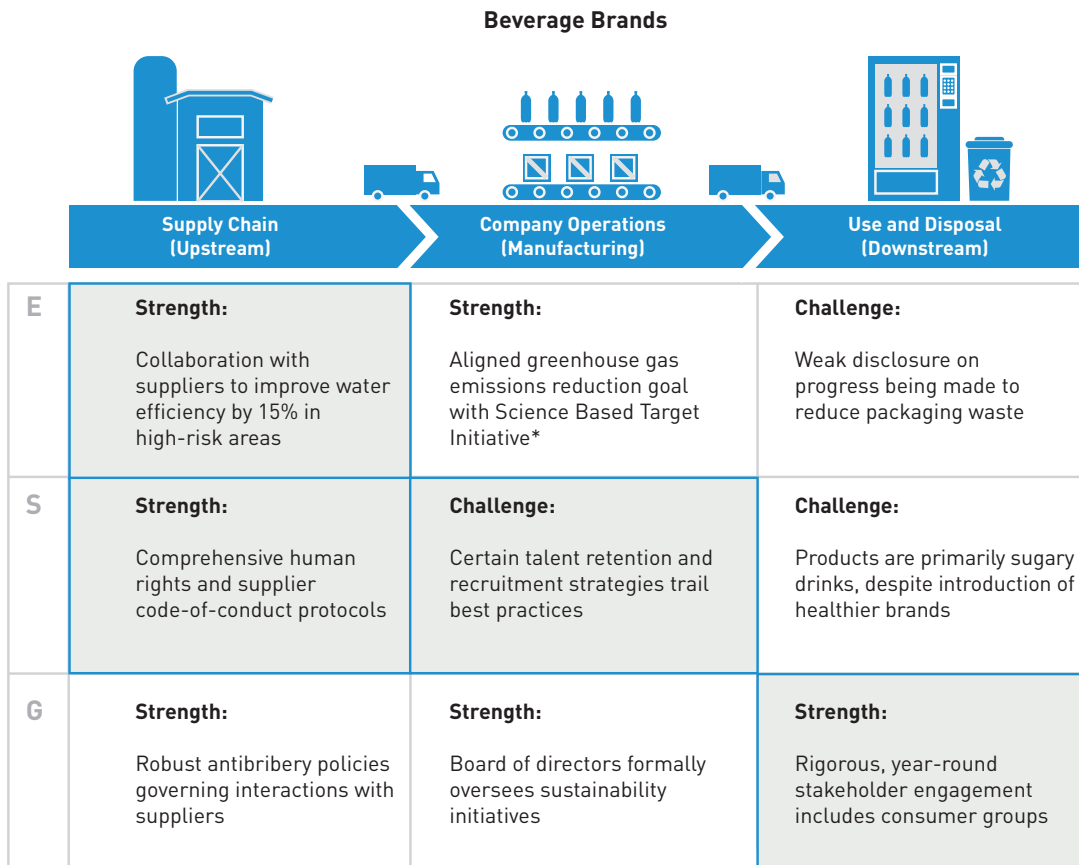 Beverage Brands
Supply Chain
(Upstream)
Company Operations
(Manufacturing)
Use and Disposal
(Downstream)
E
Strength:
Collaboration with
suppliers to improve water
efficiency by 15% in
high-risk areas
Strength:
Aligned greenhouse gas
emissions reduction goal
with Science Based Target
Initiative*
Challenge:
Weak disclosure on
progress being made to
reduce packaging waste
S
Strength:
Comprehensive human
rights and supplier
code-of-conduct protocols
Challenge:
Certain talent retention and
recruitment strategies trail
best practices
Challenge:
Products are primarily sugary
drinks, despite introduction of
healthier brands
G
Strength:
Robust antibribery policies
governing interactions with
suppliers
Strength:
Board of directors formally
oversees sustainability
initiatives
Strength:
Rigorous, year-round
stakeholder engagement
includes consumer groups